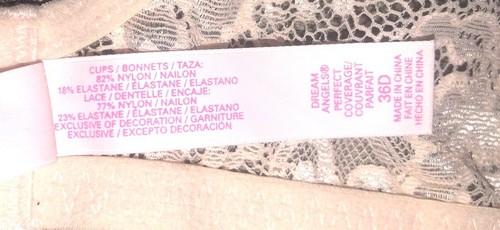 CUPS / BONNETS / TAZA:
82% NYLON / NAILON
18% ELASTANE / ÉLASTANE / ELASTANO
LACE / DENTELLE / ENCAJE:
77% NYLON / NAILON
23% ELASTANE / ÉLASTANE / ELASTANO
EXCLUSIVE OF DECORATION / GARNITURE
EXCLUSIVE / EXCEPTO DECORACIÓN
DREAM
ANGELS®
PERFECT
COVERAGE/
COUVRANT
PARFAIT
36D
MADE IN CHINA
FAIT EN CHINE
HECHO EN CHINA